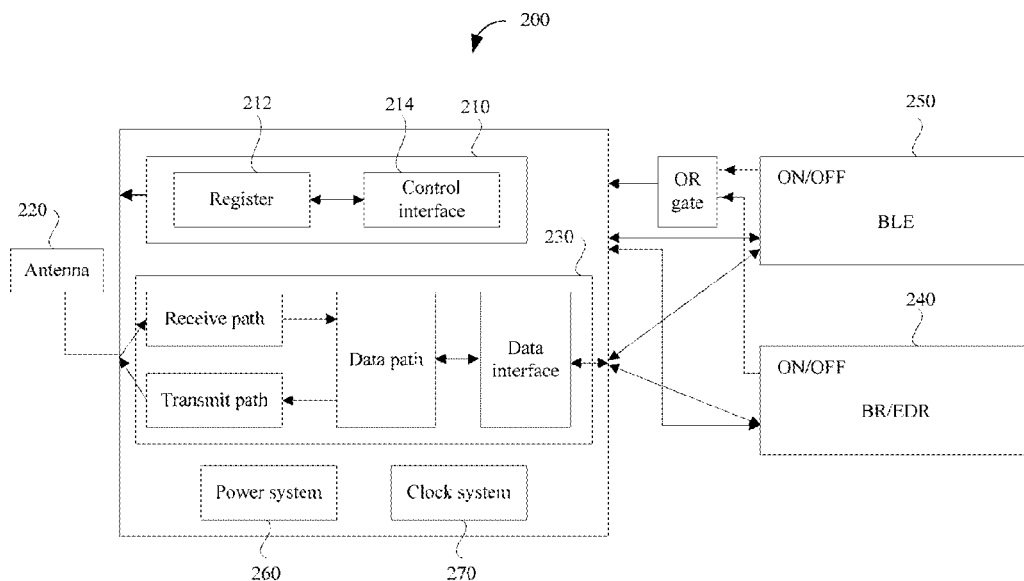 200
212
214
210
250
Register
Control
interface
OR
gate
ON/OFF
BLE
220
Antenna
230
240
Receive path
Data path
Data
interface
Transmit path
ON/OFF
BR/EDR
Power system
Clock system
260
270